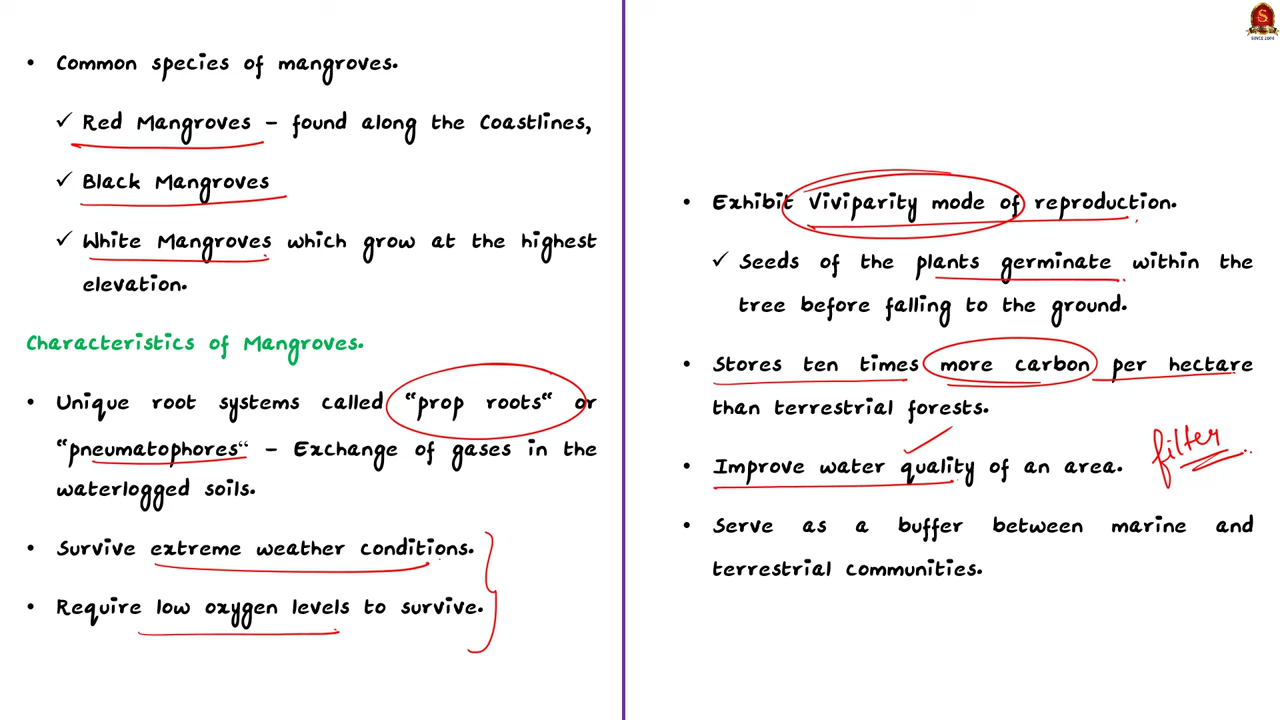 • Common species of mangroves.
✓ Red Mangroves – found along the Coastlines,
✓ Black Mangroves
✓ White Mangroves which grow at the highest
elevation.
Characteristics of Mangroves.
• Unique root systems called “prop roots“ or
“pneumatophores“ – Exchange of gases in the
waterlogged soils.
• Survive extreme weather conditions.
• Require low oxygen levels to survive.
• Exhibit Viviparity mode of reproduction.
✓ Seeds of the plants germinate within the
tree before falling to the ground.
• Stores ten times more carbon per hectare
than terrestrial forests.
• Improve water quality of an area.
filter
• Serve as a buffer between marine and
terrestrial communities.
S
SINCE 2004